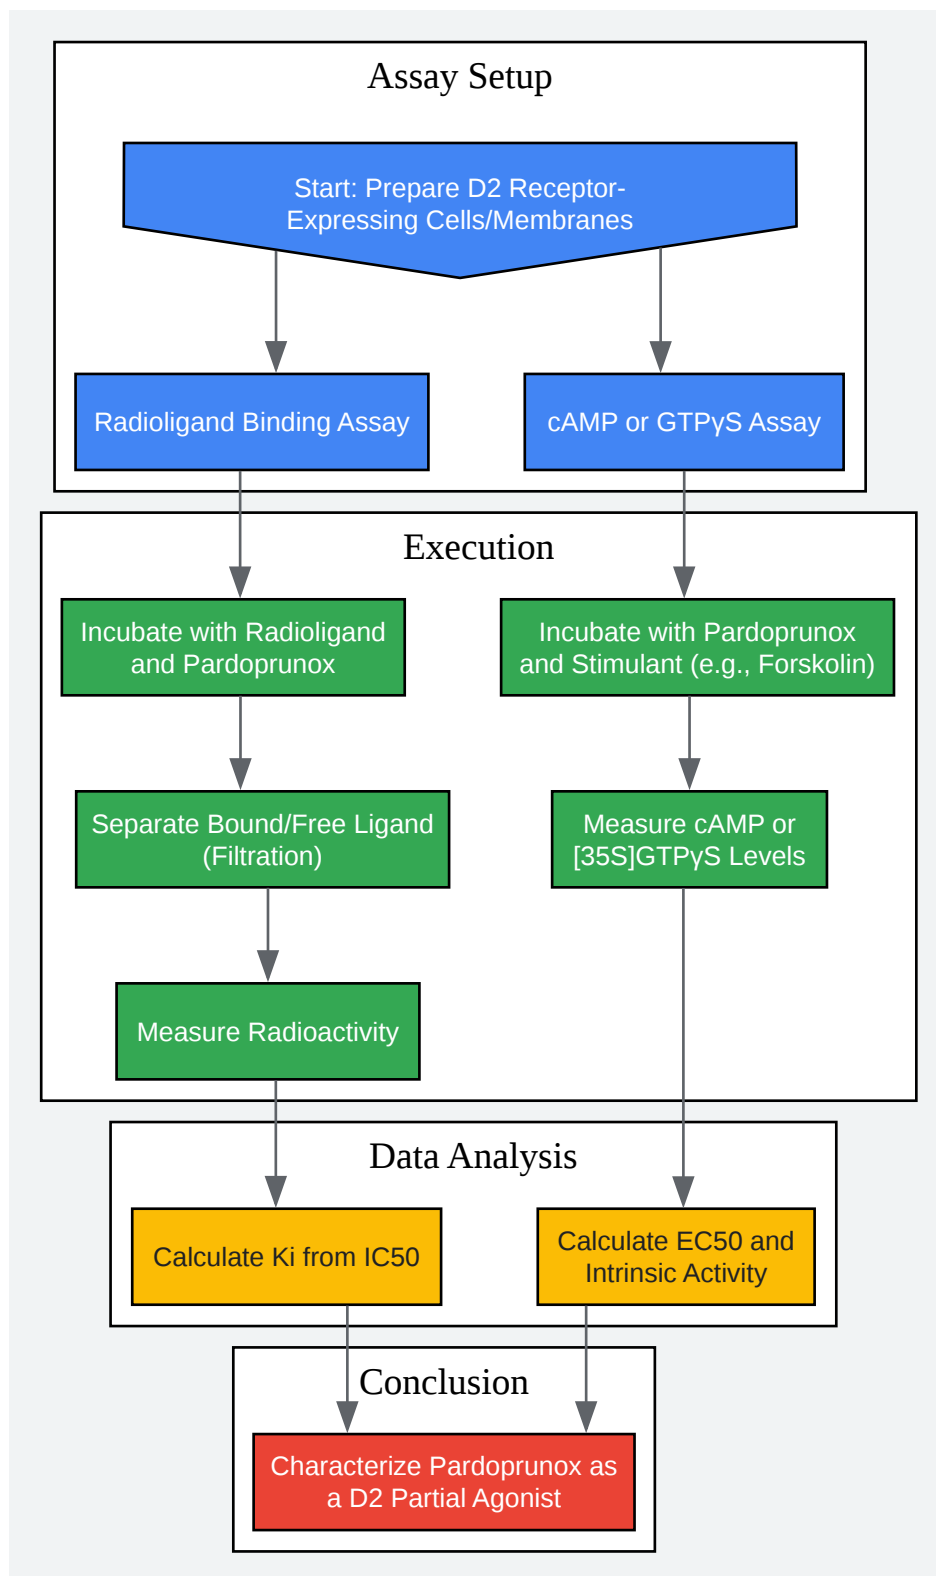 Assay Setup
Start: Prepare D2 Receptor-
Expressing Cells/Membranes
Radioligand Binding Assay
cAMP or GTPγS Assay
Execution
Incubate with Radioligand
and Pardoprunox
Incubate with Pardoprunox
and Stimulant (e.g., Forskolin)
Separate Bound/Free Ligand
(Filtration)
Measure cAMP or
[35S]GTPγS Levels
Measure Radioactivity
Data Analysis
Calculate Ki from IC50
Calculate EC50 and
Intrinsic Activity
Conclusion
Characterize Pardoprunox as
a D2 Partial Agonist